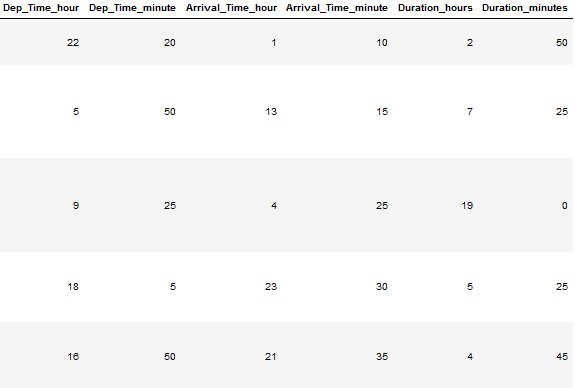 Dep_Time_hour Dep_Time_minute Arrival_Time_hour Arrival_Time_minute Duration_hours Duration_minutes
22 20 1 10 2 50
5 50 13 15 7 25
9 25 4 25 19 0
18 5 23 30 5 25
16 50 21 35 4 45